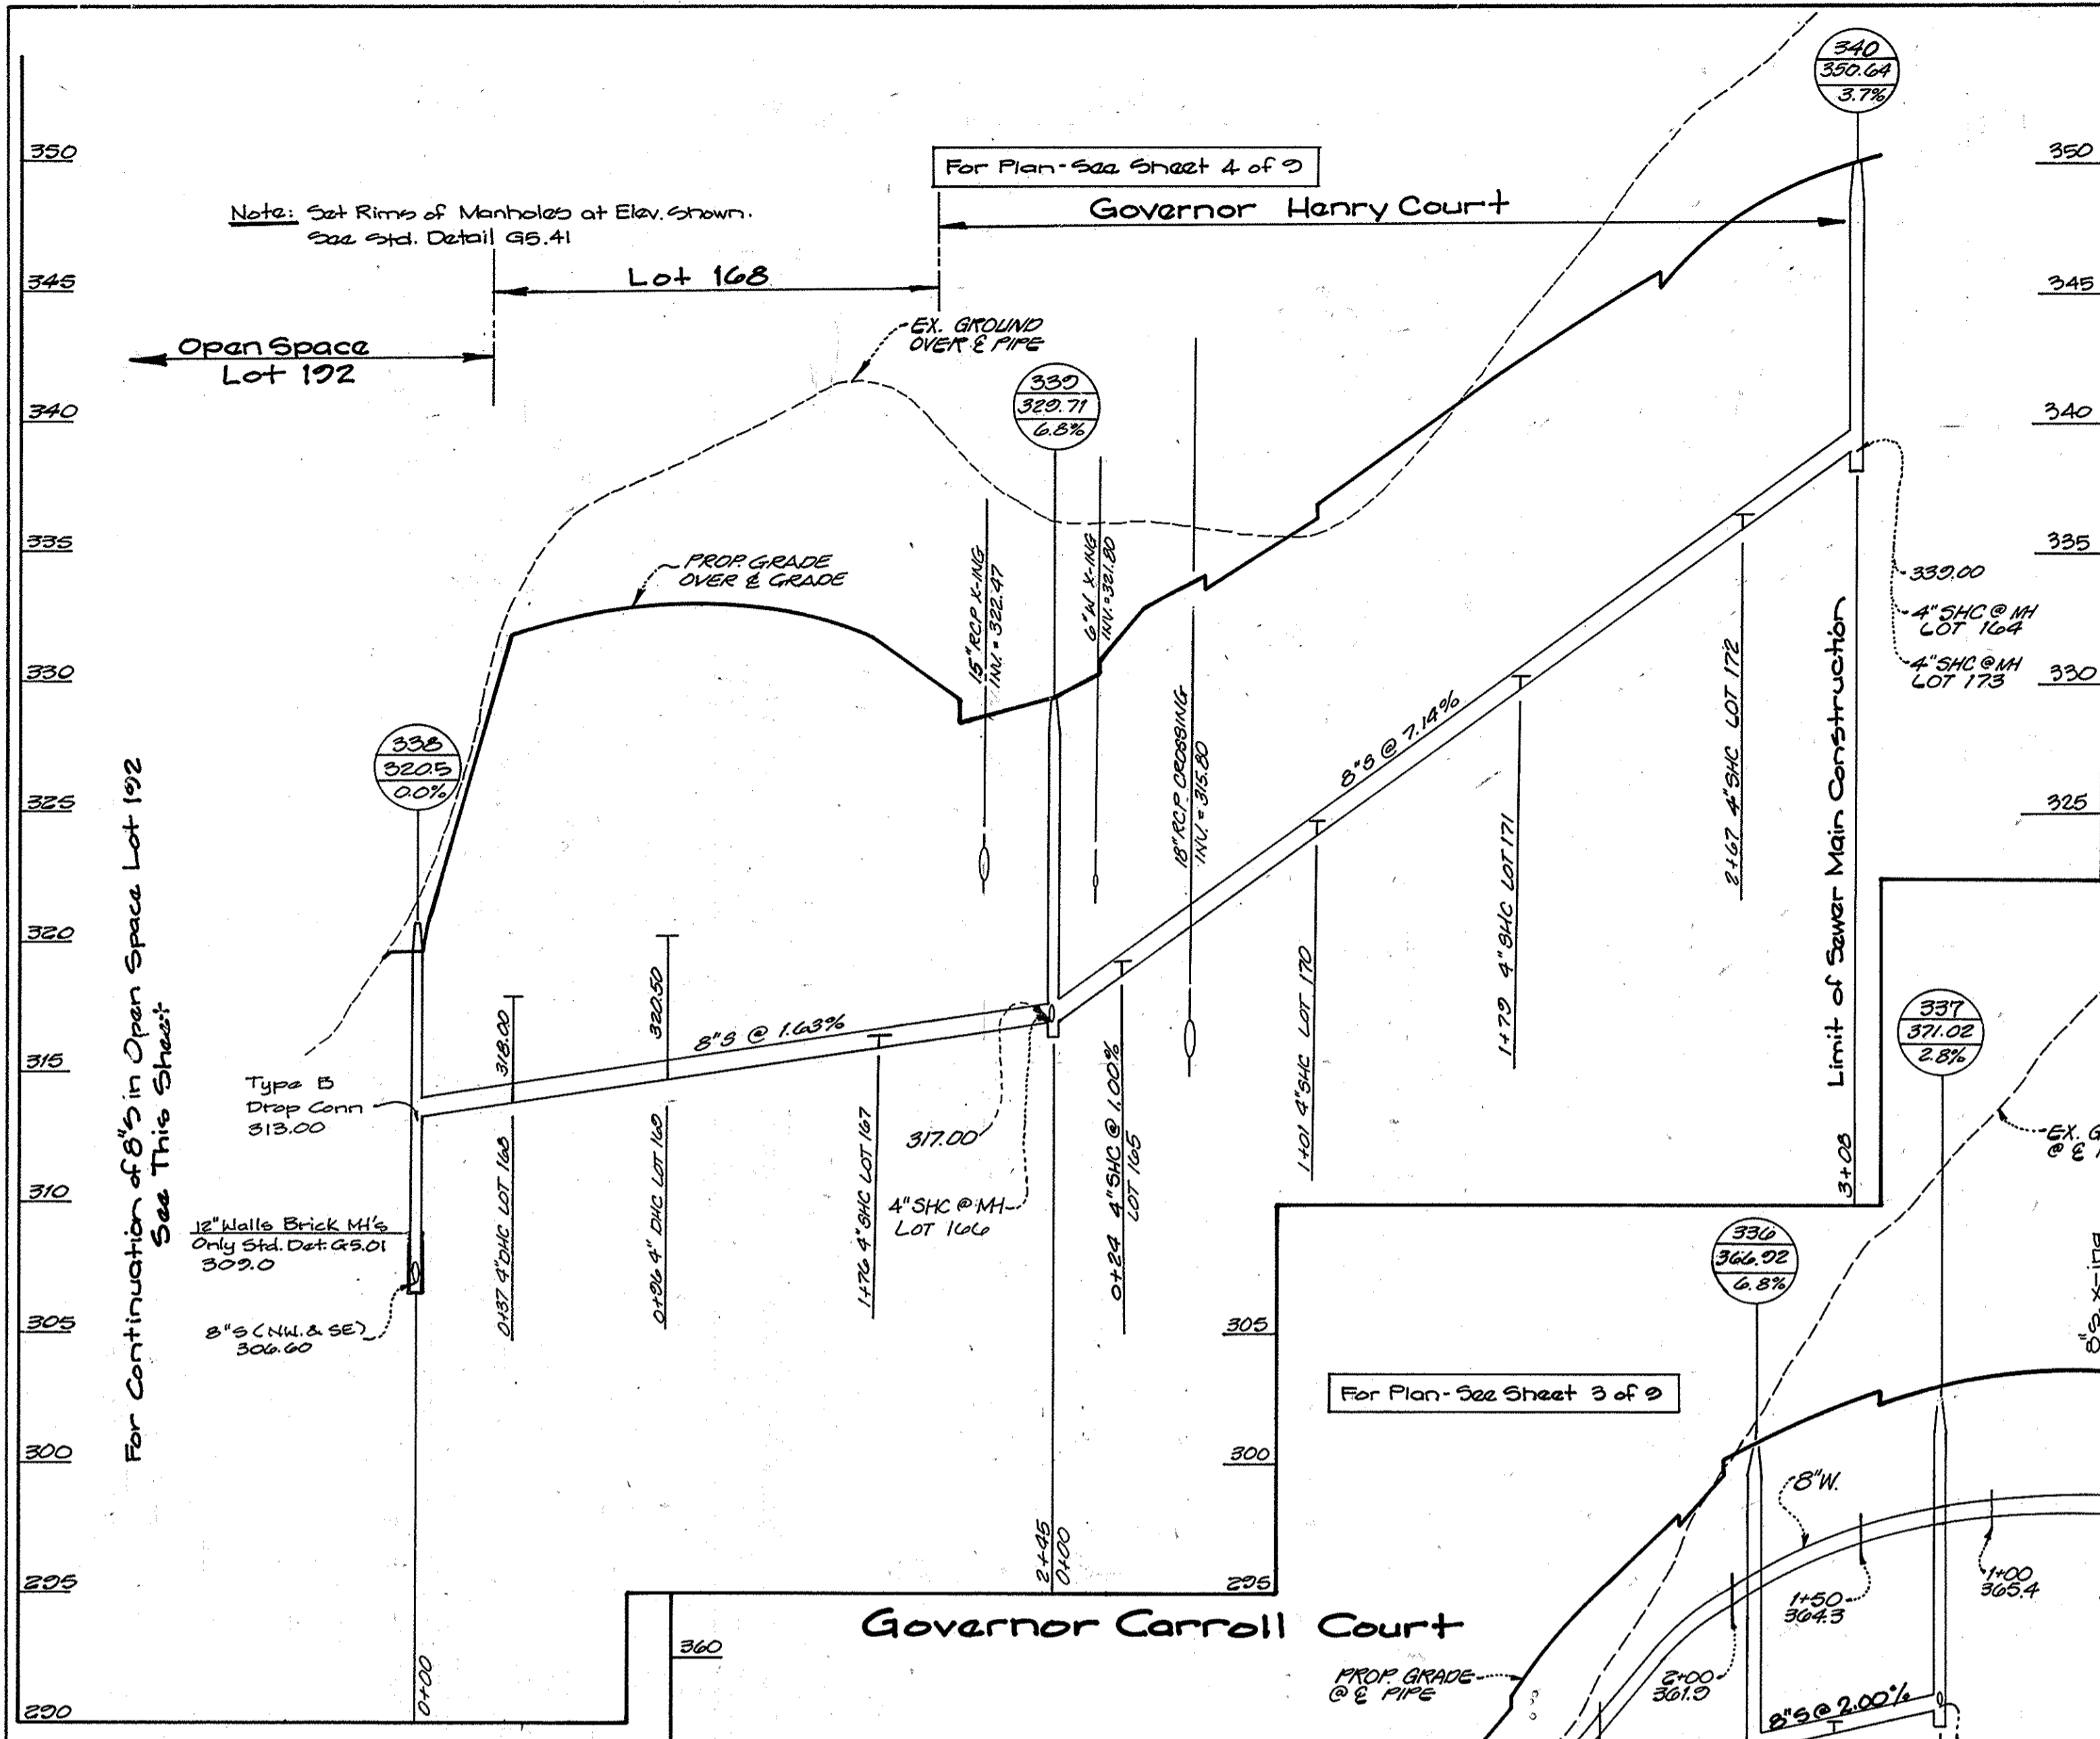 340
350.64
3.7%
350
For Plan-See Sheet 4 of 9
350
Note: Set Rims of Manholes at Elev. Shown.
See Std. Detail G5.41
Governor Henry Court
345
Lot 168
345
EX. GROUND
OVER ℄ PIPE
Open Space
Lot 192
339
329.71
6.8%
340
340
335
335
PROP. GRADE
OVER ℄ GRADE
15" RCP X-ING
INV. = 322.47
6" W. X-ING
INV. = 321.80
18" RCP CROSSING
INV. = 315.80
339.00
4" SHC @ MH
LOT 164
4" SHC @ MH
LOT 173
330
330
338
320.5
0.0%
8"S @ 7.14%
325
325
For Continuation of 8"S in Open Space Lot 192
See This Sheet
320
318.00
320.50
8"S @ 1.63%
315
Type B
Drop Conn
313.00
317.00
4" SHC @ MH
LOT 166
310
12" Walls Brick MH's
Only Std. Det. G5.01
309.0
8"S (NW. & SE)
306.60
305
0+37 4" DHC LOT 168
0+96 4" DHC LOT 169
1+76 4" SHC LOT 167
0+24 4" SHC @ 1.00%
LOT 165
1+01 4" SHC LOT 170
1+79 4" SHC LOT 171
2+67 4" SHC LOT 172
Limit of Sewer Main Construction
3+08
337
371.02
2.8%
EX. G
@ ℄
336
366.92
6.8%
8"S. X-ing
305
For Plan-See Sheet 3 of 9
300
300
8"W.
1+00
365.4
1+50
364.3
2+00
361.9
295
2+45
0+00
295
Governor Carroll Court
360
PROP. GRADE
@ ℄ PIPE
8"S @ 2.00%
290
0+00